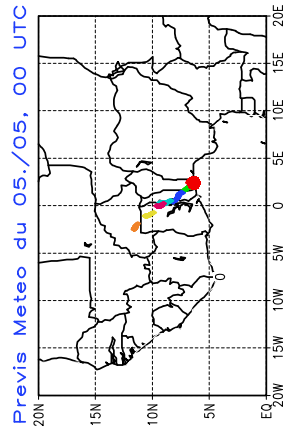 Previs Meteo du 05./05, 00 UTC
20N
15N
10N
5N
EQ
0
20W 15W 10W 5W 0 5E 10E 15E 20E